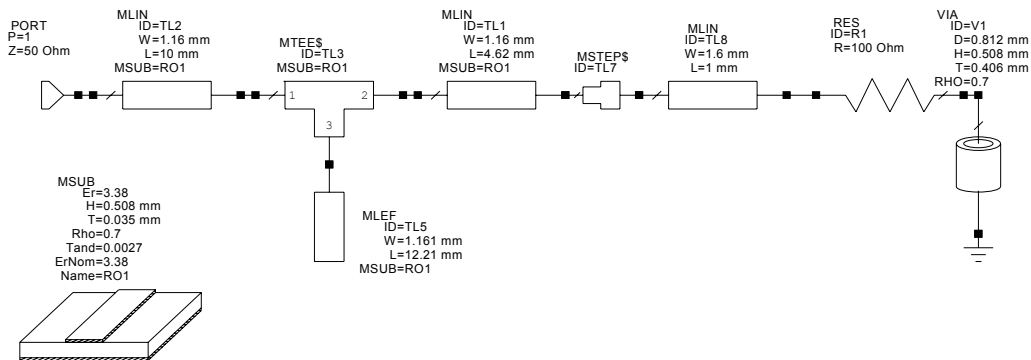 PORT
P=1
Z=50 Ohm
MLIN
ID=TL2
W=1.16 mm
L=10 mm
MSUB=RO1
MTEE$
ID=TL3
MSUB=RO1
1
2
3
MLIN
ID=TL1
W=1.16 mm
L=4.62 mm
MSUB=RO1
MSTEP$
ID=TL7
MLIN
ID=TL8
W=1.6 mm
L=1 mm
RES
ID=R1
R=100 Ohm
VIA
ID=V1
D=0.812 mm
H=0.508 mm
T=0.406 mm
RHO=0.7
MSUB
Er=3.38
H=0.508 mm
T=0.035 mm
Rho=0.7
Tand=0.0027
ErNom=3.38
Name=RO1
MLEF
ID=TL5
W=1.161 mm
L=12.21 mm
MSUB=RO1